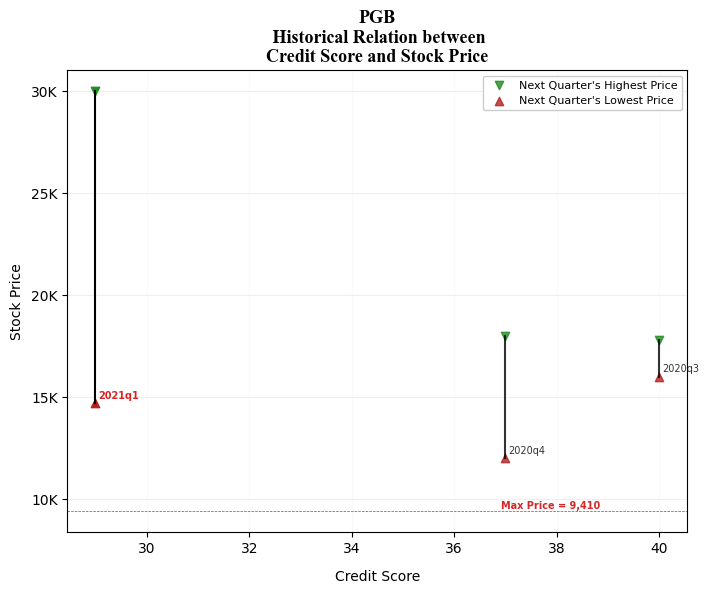 PGB
Historical Relation between
Credit Score and Stock Price
Next Quarter's Highest Price
Next Quarter's Lowest Price
30K
25K
20K
15K
10K
Stock Price
2021q1
2020q3
2020q4
Max Price = 9,410
30
32
34
36
38
40
Credit Score